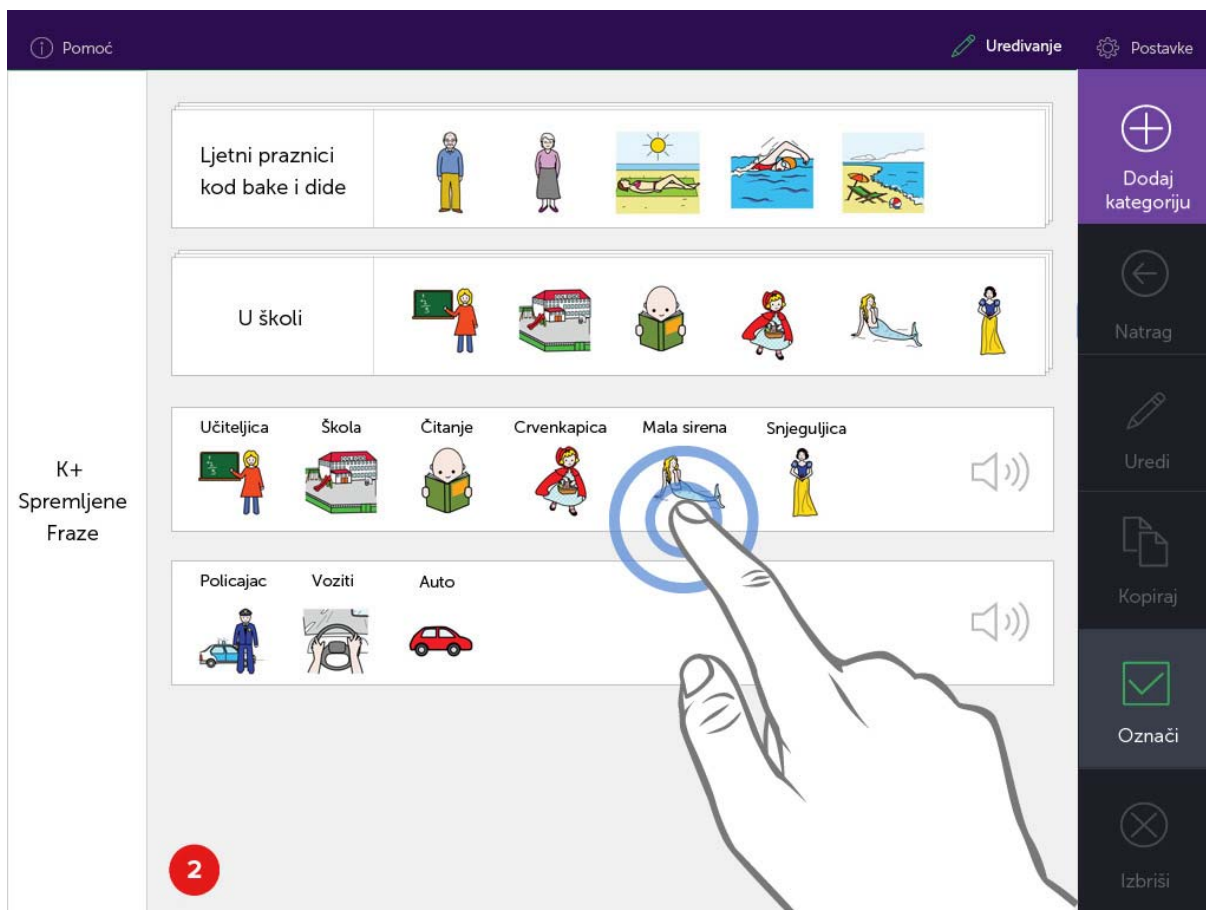 Pomoć
Uredivanje
Postavke
Ljetni praznici
kod bake i dide
U školi
Učiteljica Škola Čitanje Crvenkapica Mala sirena Snjeguljica
Policajac Voziti Auto
K+
Spremljene
Fraze
2
Dodaj
kategoriju
Natrag
Uredi
Kopiraj
Označi
Izbriši